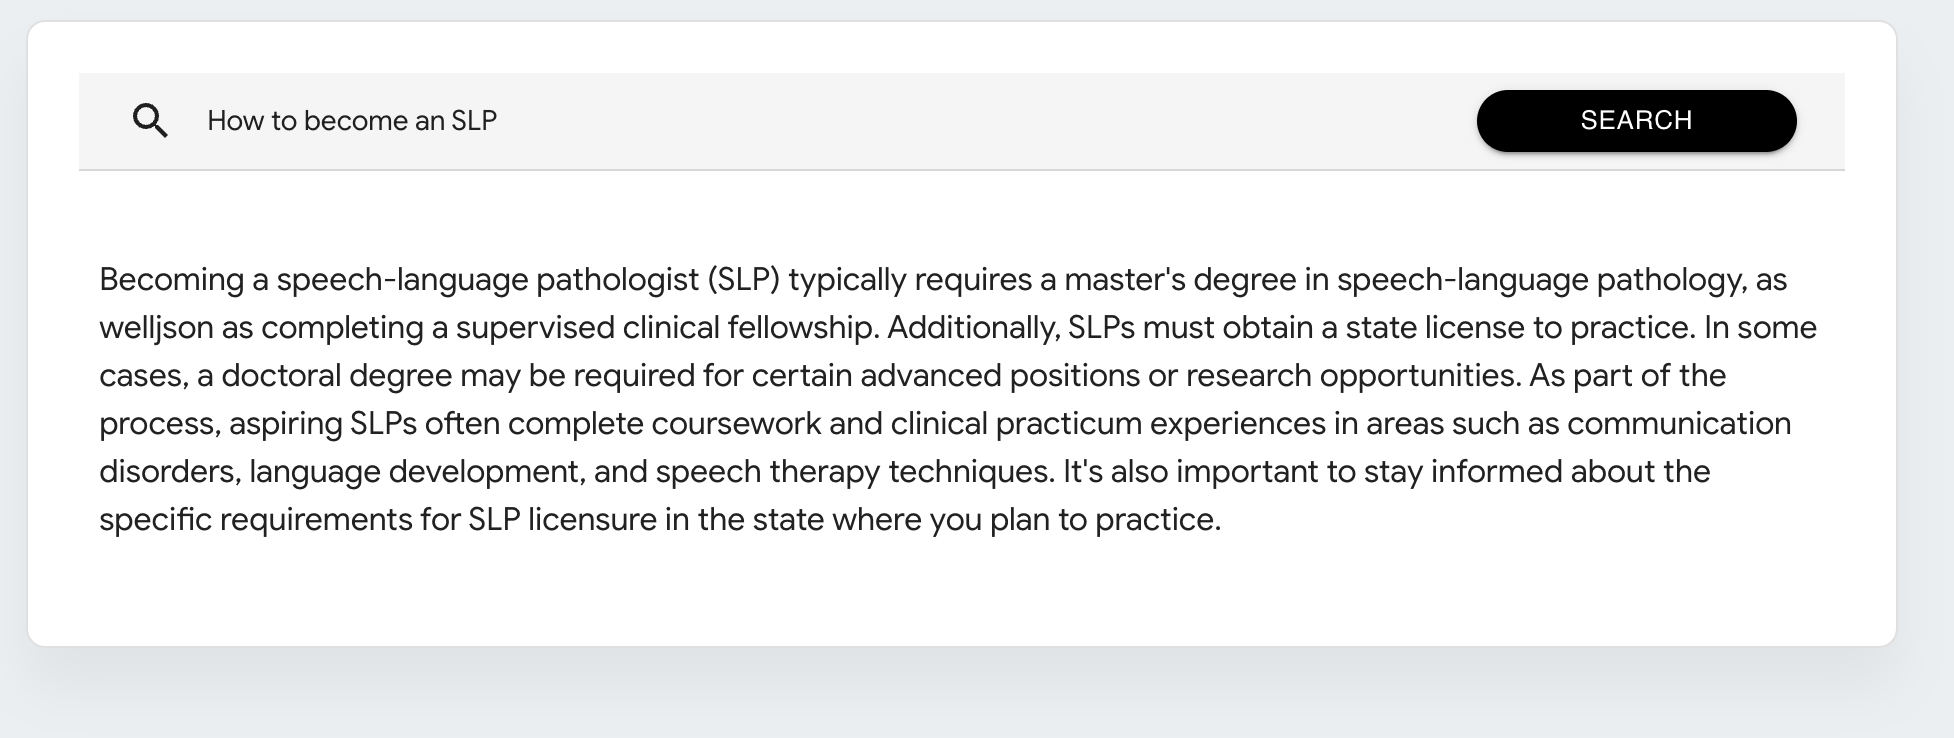 How to become an SLP
SEARCH
Becoming a speech-language pathologist (SLP) typically requires a master's degree in speech-language pathology, as
welljson as completing a supervised clinical fellowship. Additionally, SLPs must obtain a state license to practice. In some
cases, a doctoral degree may be required for certain advanced positions or research opportunities. As part of the
process, aspiring SLPs often complete coursework and clinical practicum experiences in areas such as communication
disorders, language development, and speech therapy techniques. It's also important to stay informed about the
specific requirements for SLP licensure in the state where you plan to practice.